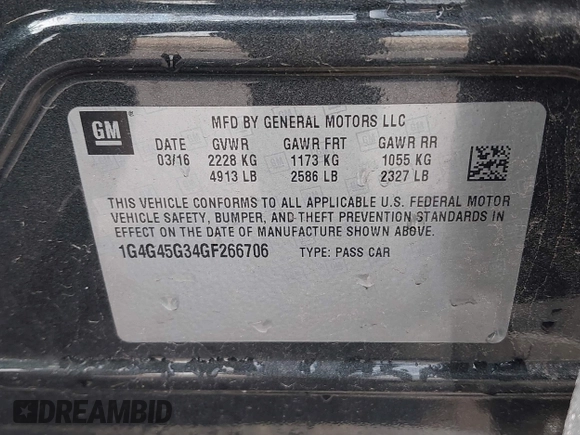 GM
MFD BY GENERAL MOTORS LLC
DATE GVWR GAWR FRT GAWR RR
03/16 2228 KG 1173 KG 1055 KG
4913 LB 2586 LB 2327 LB
THIS VEHICLE CONFORMS TO ALL APPLICABLE U.S. FEDERAL MOTOR
VEHICLE SAFETY, BUMPER, AND THEFT PREVENTION STANDARDS IN
EFFECT ON THE DATE OF MANUFACTURE SHOWN ABOVE.
1G4G45G34GF266706 TYPE: PASS CAR
DREAMBID